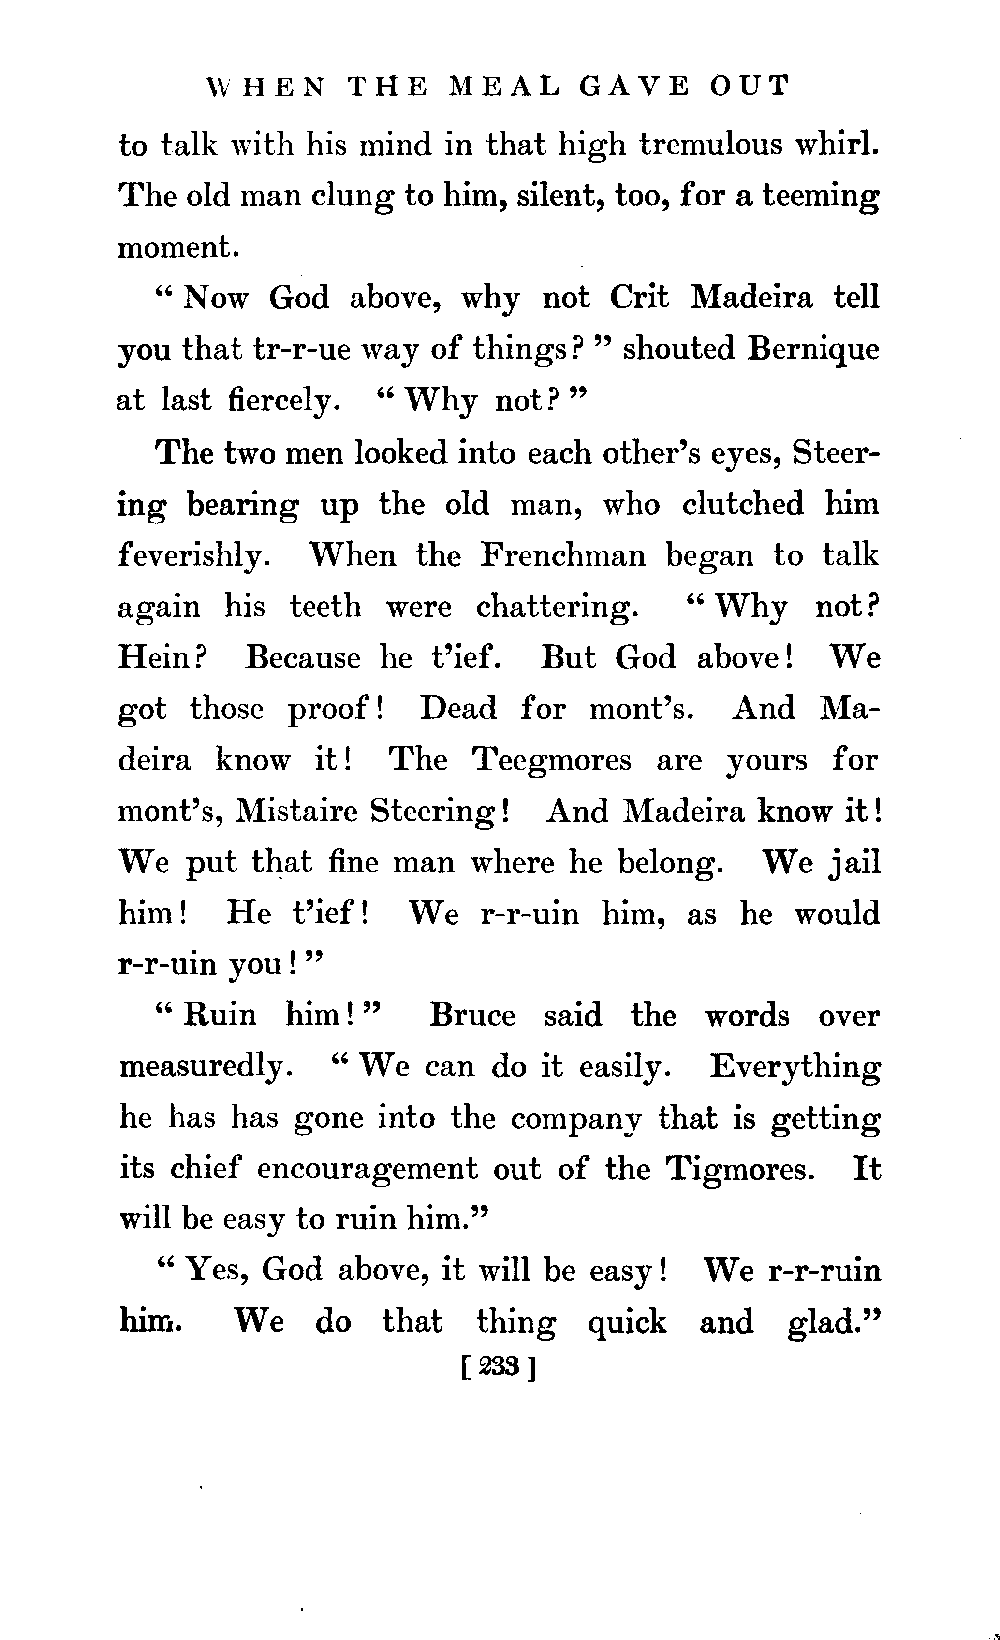 WHEN THE MEAL GAVE OUT
to talk with his mind in that high tremulous whirl.
The old man clung to him, silent, too, for a teeming
moment.
“ Now God above, why not Crit Madeira tell
you that tr-r-ue way of things? ” shouted Bernique
at last fiercely. “ Why not? ”
The two men looked into each other’s eyes, Steer-
ing bearing up the old man, who clutched him
feverishly. When the Frenchman began to talk
again his teeth were chattering. “ Why not?
Hein? Because he t’ief. But God above! We
got those proof! Dead for mont’s. And Ma-
deira know it! The Teegmores are yours for
mont’s, Mistaire Steering! And Madeira know it!
We put that fine man where he belong. We jail
him! He t’ief! We r-r-uin him, as he would
r-r-uin you! ”
“ Ruin him! ” Bruce said the words over
measuredly. “ We can do it easily. Everything
he has has gone into the company that is getting
its chief encouragement out of the Tigmores. It
will be easy to ruin him.”
“ Yes, God above, it will be easy! We r-r-ruin
him. We do that thing quick and glad.”
[ 233 ]